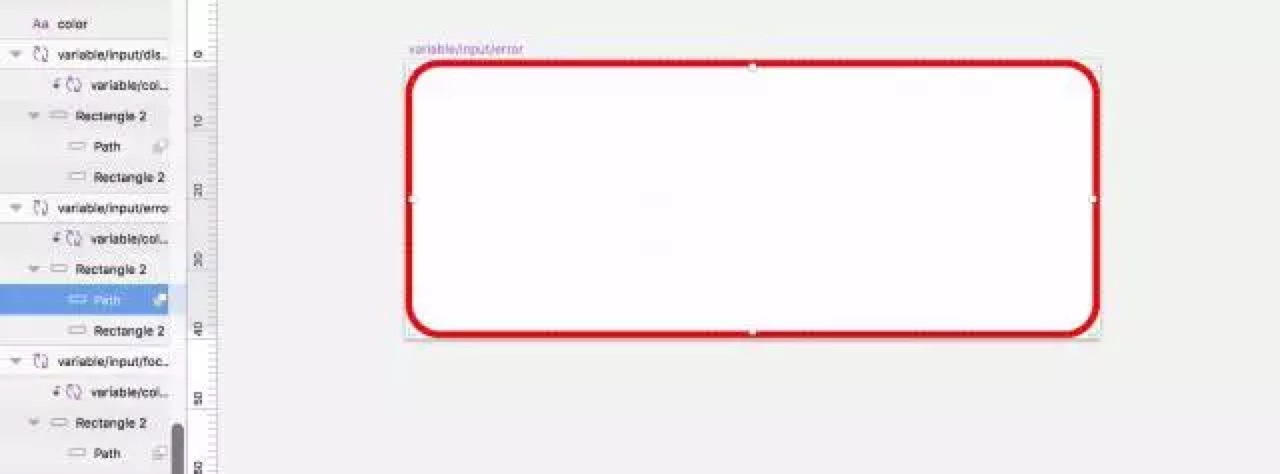 Aa color
variable/input/dis...
variable/col...
Rectangle 2
Path
Rectangle 2
variable/input/erro
variable/col...
Rectangle 2
Path
Rectangle 2
variable/input/foc...
variable/col...
Rectangle 2
Path
0
10
20
30
40
50
60
variable/input/error